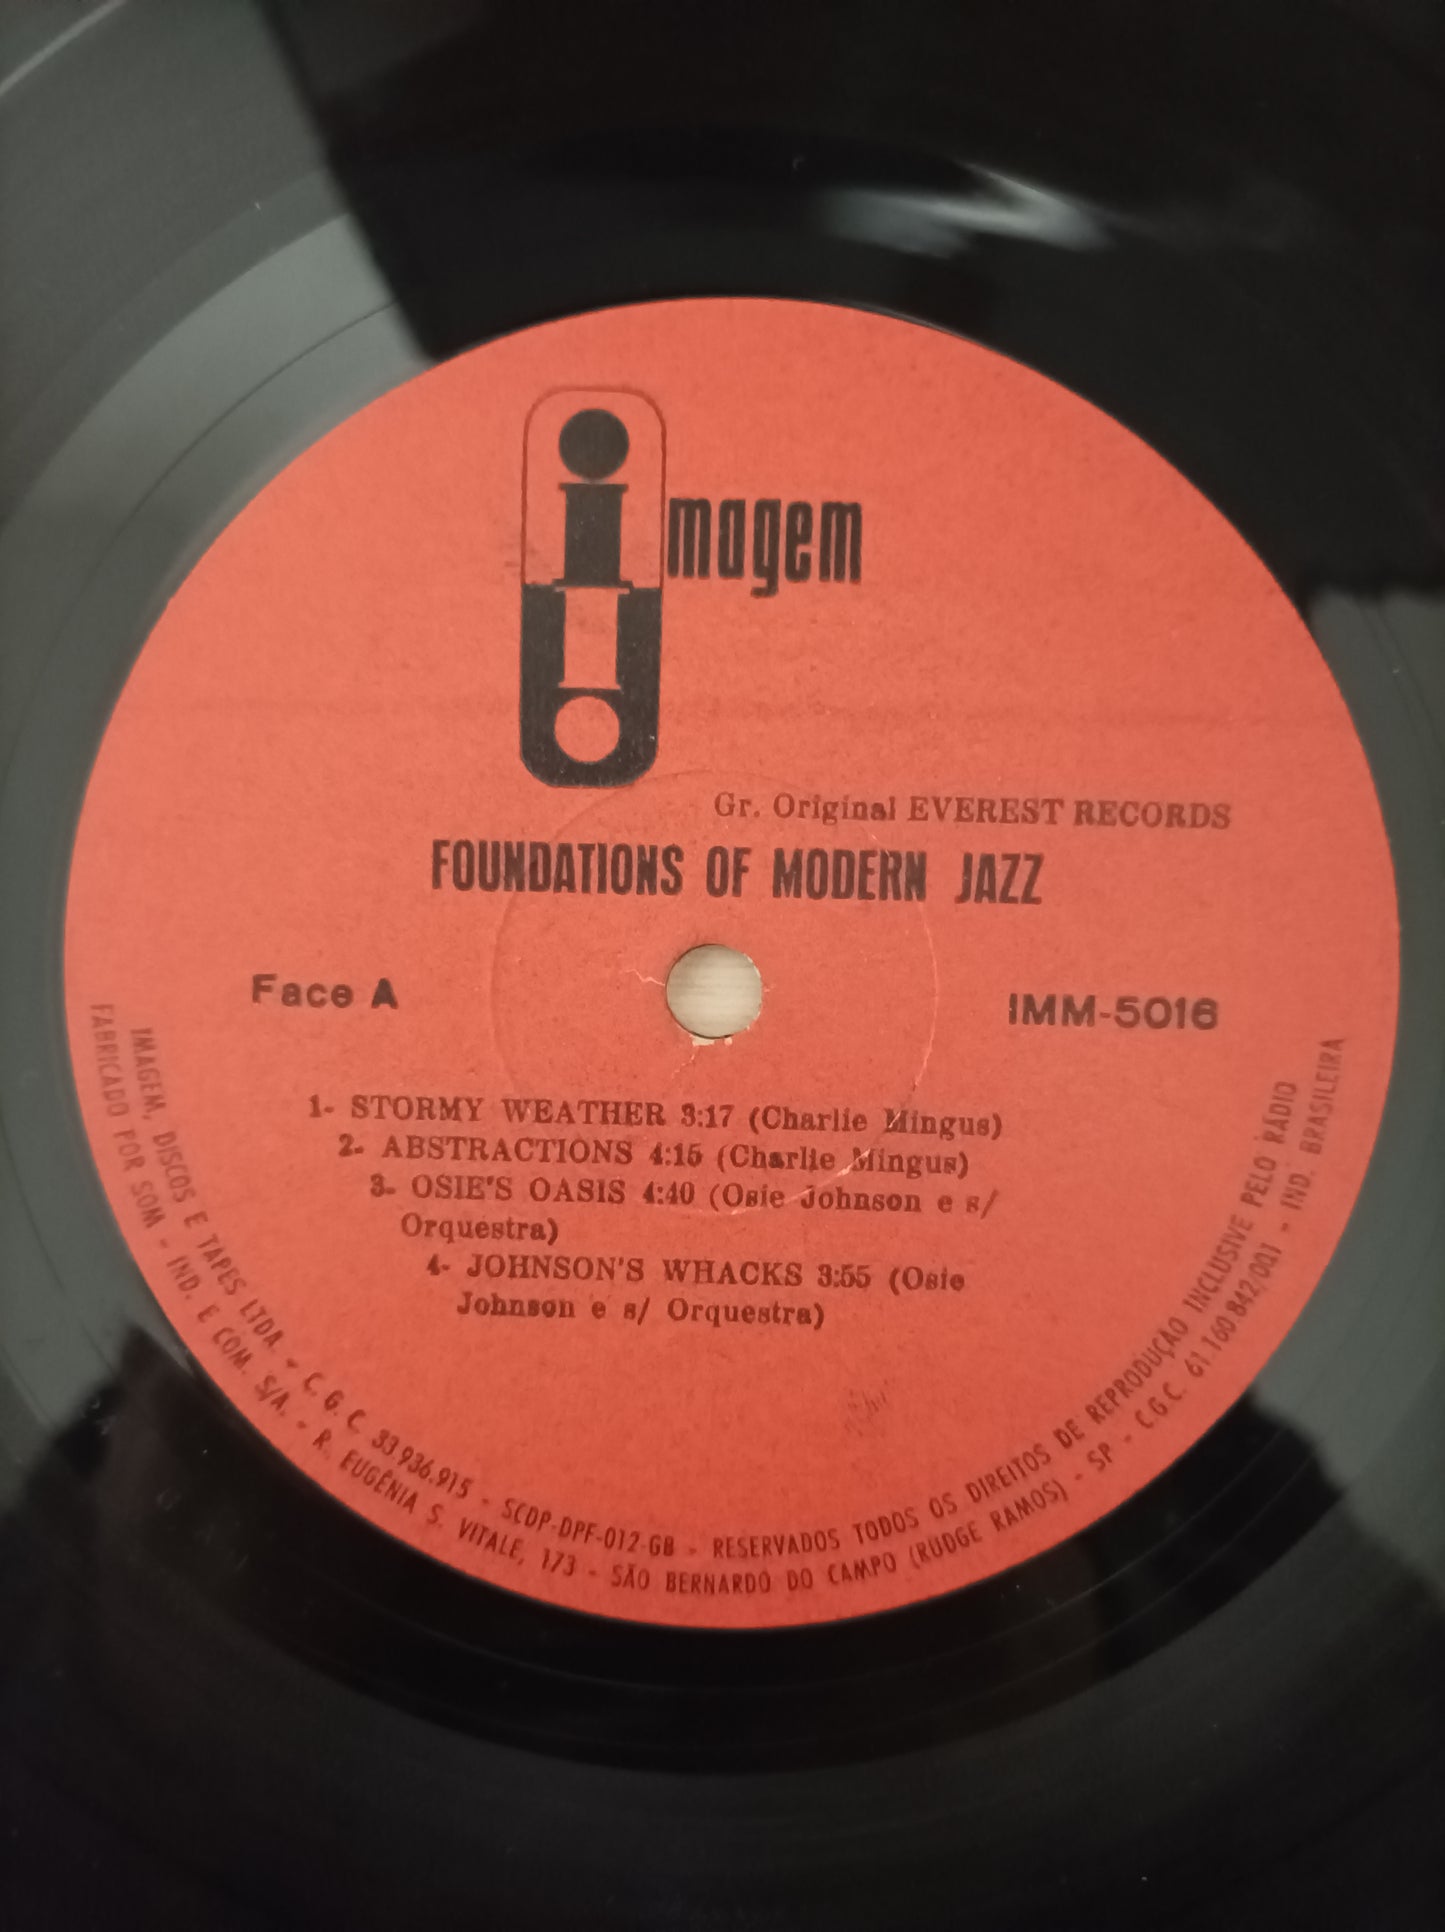 imagem
Gr. Original EVEREST RECORDS
FOUNDATIONS OF MODERN JAZZ
Face A
IMM-5016
1- STORMY WEATHER 3:17 (Charlie Mingus)
2- ABSTRACTIONS 4:15 (Charlie Mingus)
3- OSIE'S OASIS 4:40 (Osie Johnson e s/
Orquestra)
4- JOHNSON'S WHACKS 3:55 (Osie
Johnson e s/ Orquestra)
IMAGEM, DISCOS E TAPES LTDA. - C.G.C. 33.936.915 - SCDP-DPF-012-GB - RESERVADOS TODOS OS DIREITOS DE REPRODUÇÃO INCLUSIVE PELO RÁDIO
FABRICADO POR SOM - IND. E COM. S/A. - R. EUGÊNIA S. VITALE, 173 - SÃO BERNARDO DO CAMPO (RUDGE RAMOS) - SP - C.G.C. 61.160.842/001 - IND. BRASILEIRA